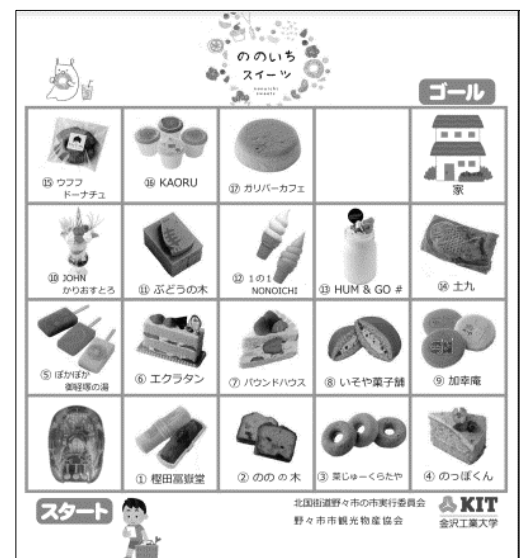 ののいち
スイーツ
nonoichi
sweets
ゴール
⑮ ウフフ
ドーナチュ
⑯ KAORU
⑰ ガリバーカフェ
家
⑩ JOHN
かりおすとろ
⑪ ぶどうの木
⑫ 1の1
NONOICHI
⑬ HUM & GO #
⑭ 土九
⑤ ぽかぽか
御経塚の湯
⑥ エクラタン
⑦ パウンドハウス
⑧ いそや菓子舗
⑨ 加幸庵
① 樫田冨嶽堂
② のの の 木
③ 菜じゅーくらたや
④ のっぽくん
スタート
北国街道野々市の市実行委員会
野々市市観光物産協会
KIT
金沢工業大学